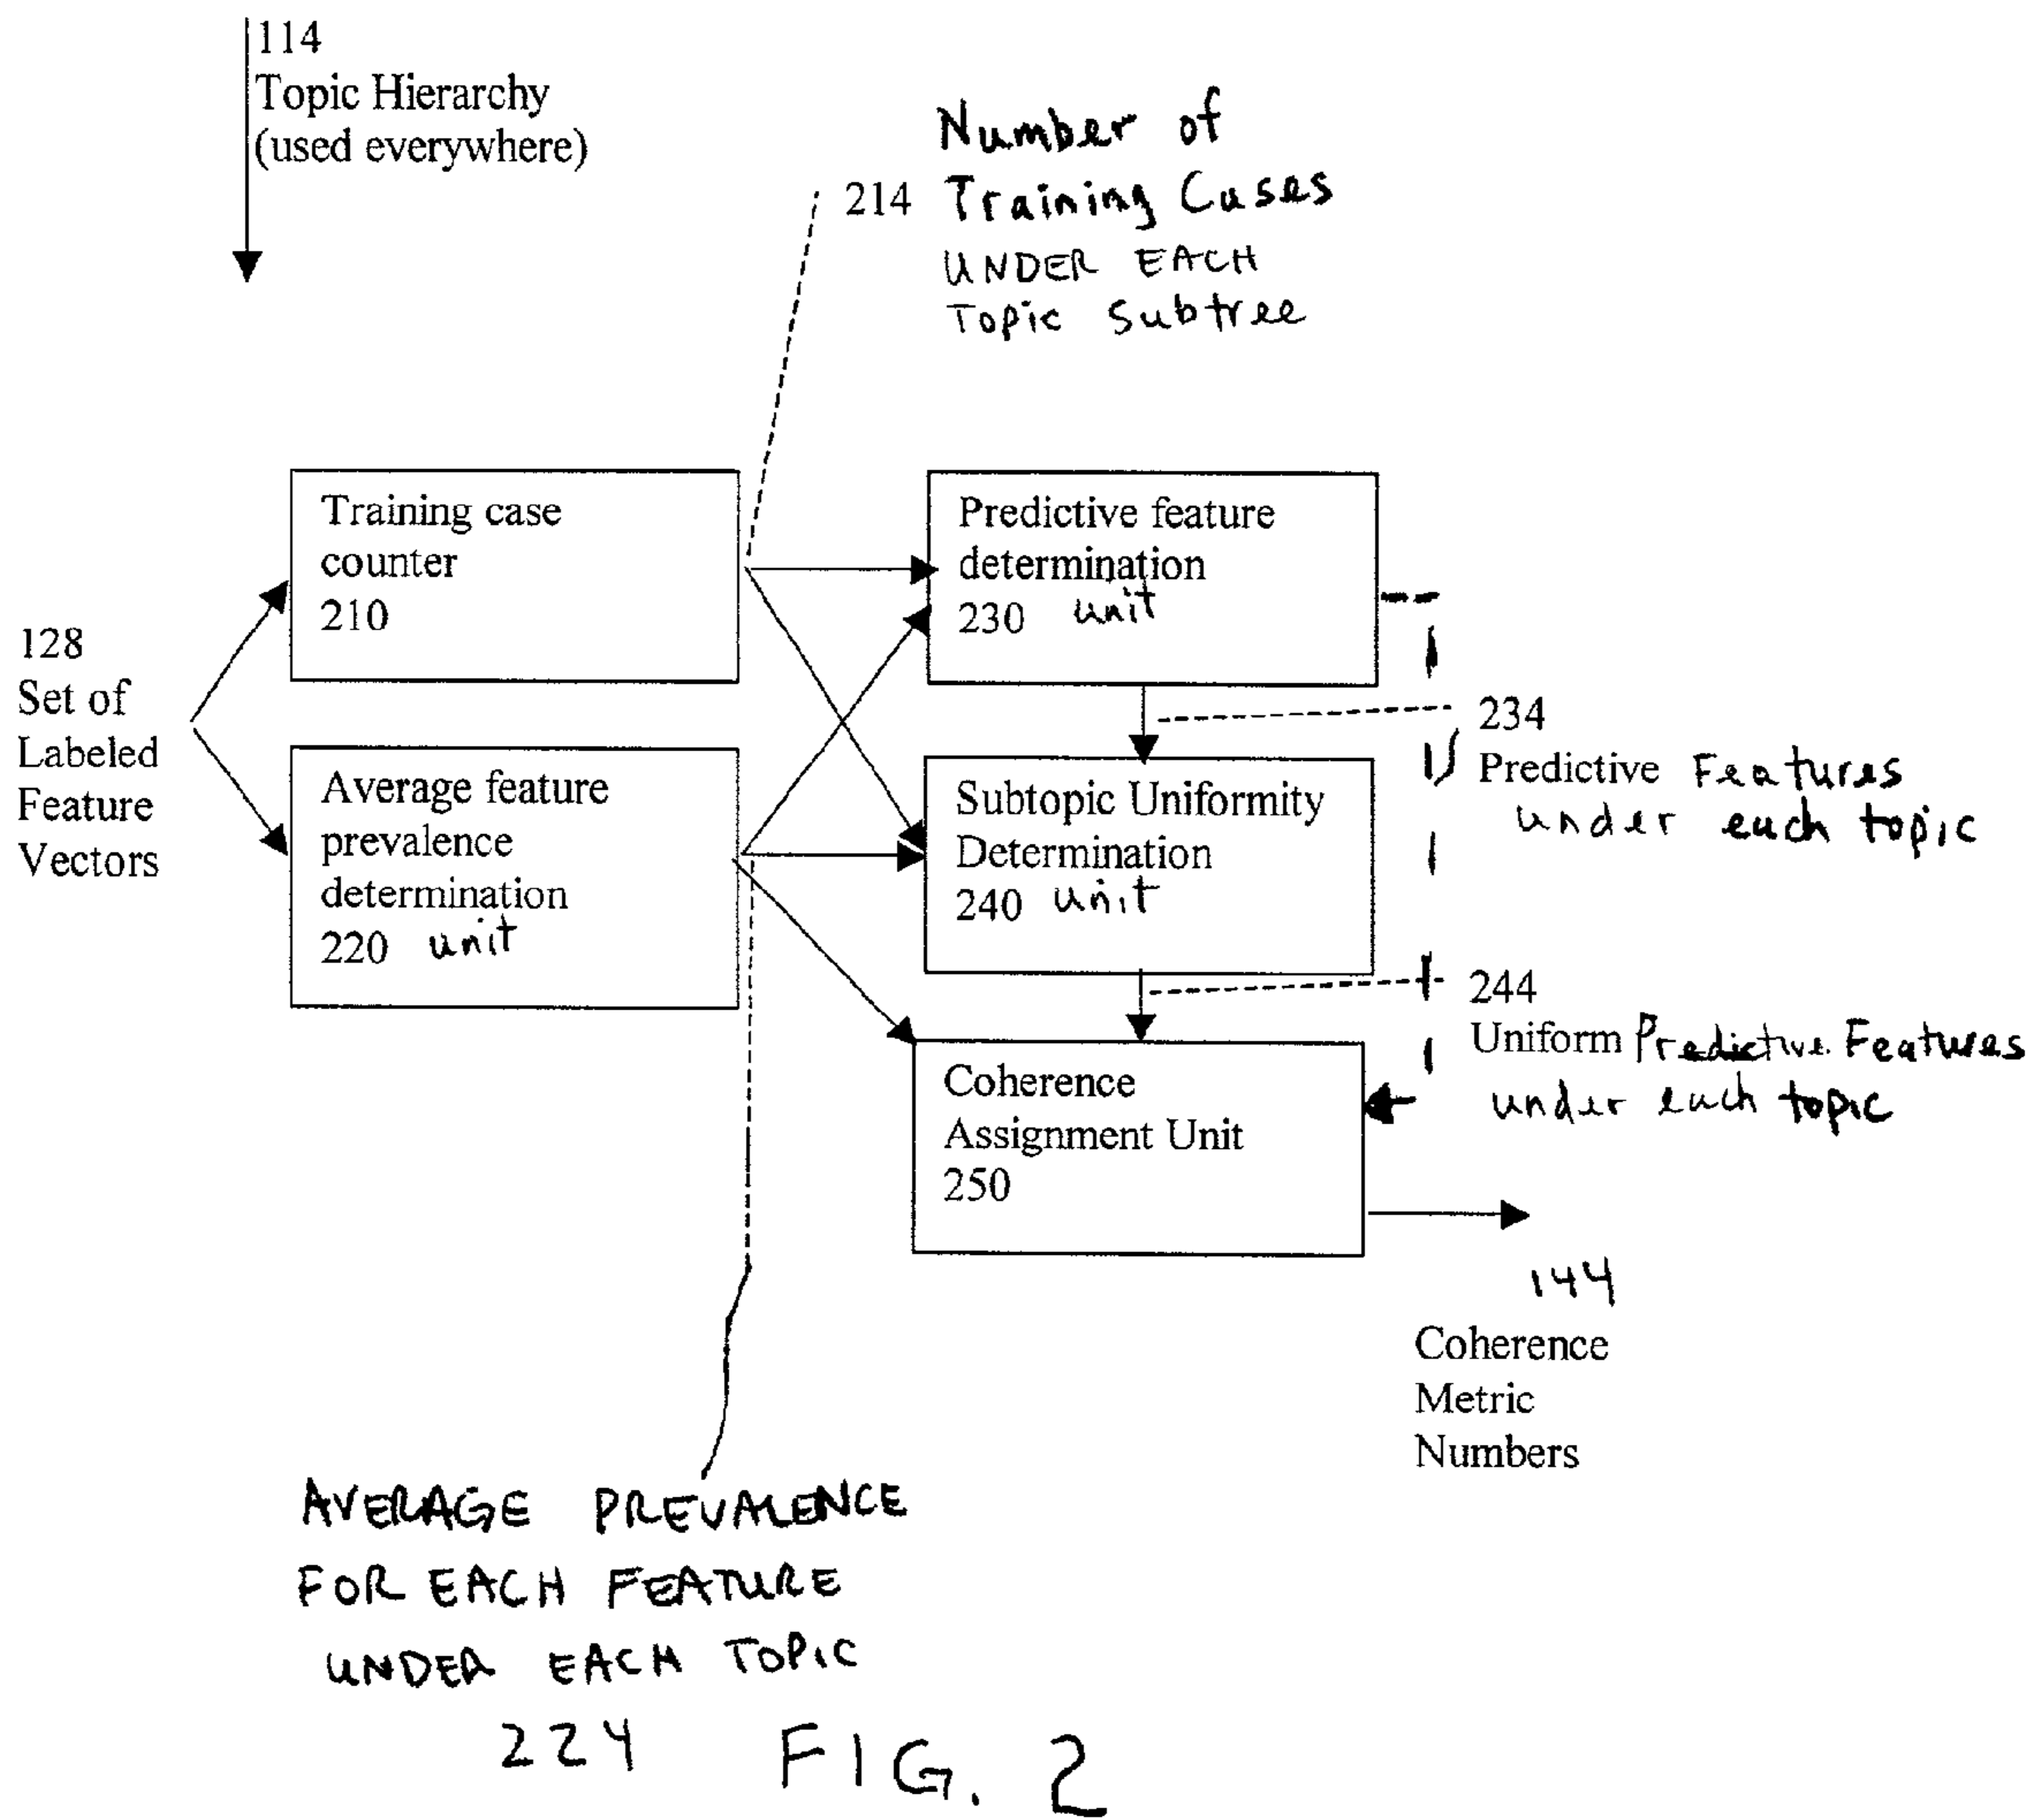 114
Topic Hierarchy
(used everywhere)
Number of
214 Training Cases
UNDER EACH
Topic Subtree
Training case
counter
210
Predictive feature
determination
230 unit
128
Set of
Labeled
Feature
Vectors
Average feature
prevalence
determination
220 unit
Subtopic Uniformity
Determination
240 unit
234
Predictive Features
under each topic
244
Uniform Predictive Features
under each topic
Coherence
Assignment Unit
250
144
Coherence
Metric
Numbers
AVERAGE PREVALENCE
FOR EACH FEATURE
UNDER EACH TOPIC
224
FIG. 2